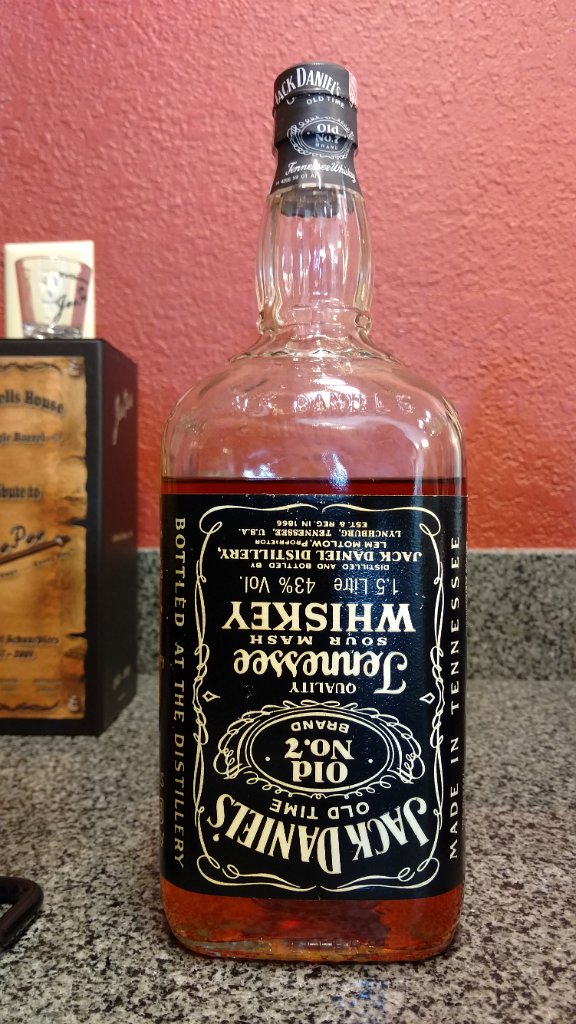 JACK DANIEL'S
OLD TIME
Old
No.7
BRAND
Tennessee Whiskey
JACK DANIEL'S
OLD TIME
Old
No.7
BRAND
QUALITY
Tennessee
SOUR MASH
WHISKEY
1.5 Litre 43% Vol.
DISTILLED AND BOTTLED BY
JACK DANIEL DISTILLERY,
LEM MOTLOW, PROPRIETOR
LYNCHBURG, TENNESSEE, U.S.A.
EST. & REG. IN 1866
BOTTLED AT THE DISTILLERY
MADE IN TENNESSEE
House
Barrel